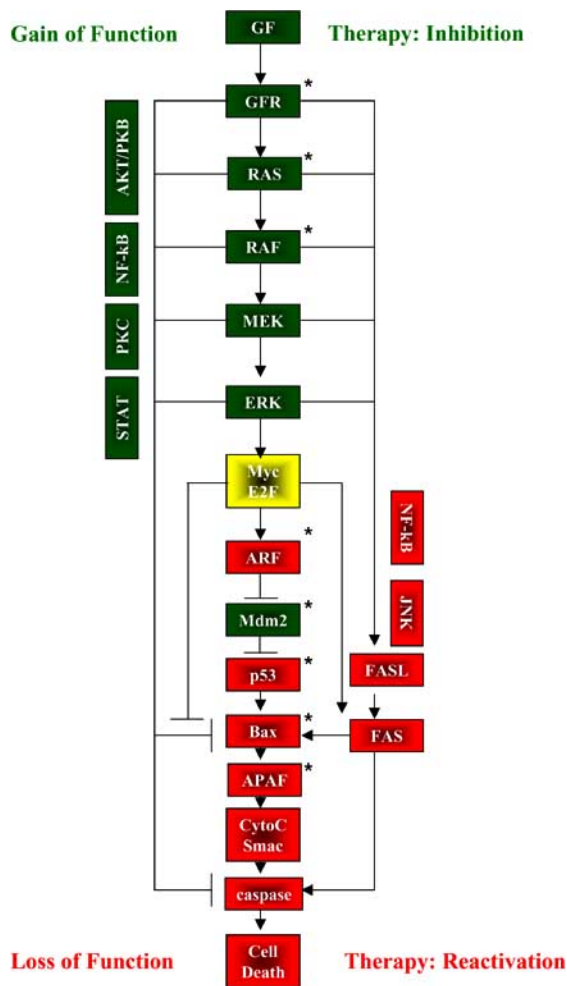 GF
Gain of Function
Therapy: Inhibition
GFR
*
AKT/PKB
RAS
*
NF-kB
RAF
*
PKC
MEK
STAT
ERK
Myc
E2F
NF-kB
ARF
*
JNK
Mdm2
*
p53
*
FASL
Bax
*
FAS
APAF
*
CytoC
Smac
caspase
Loss of Function
Cell
Death
Therapy: Reactivation